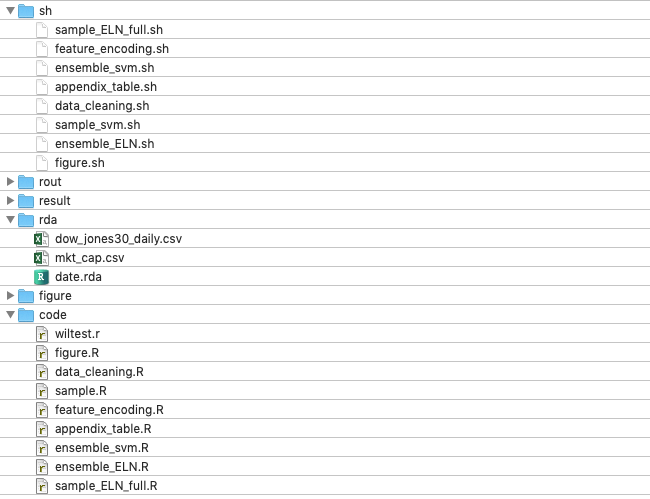 sh
sample_ELN_full.sh
feature_encoding.sh
ensemble_svm.sh
appendix_table.sh
data_cleaning.sh
sample_svm.sh
ensemble_ELN.sh
figure.sh
rout
result
rda
dow_jones30_daily.csv
mkt_cap.csv
date.rda
figure
code
wiltest.r
figure.R
data_cleaning.R
sample.R
feature_encoding.R
appendix_table.R
ensemble_svm.R
ensemble_ELN.R
sample_ELN_full.R